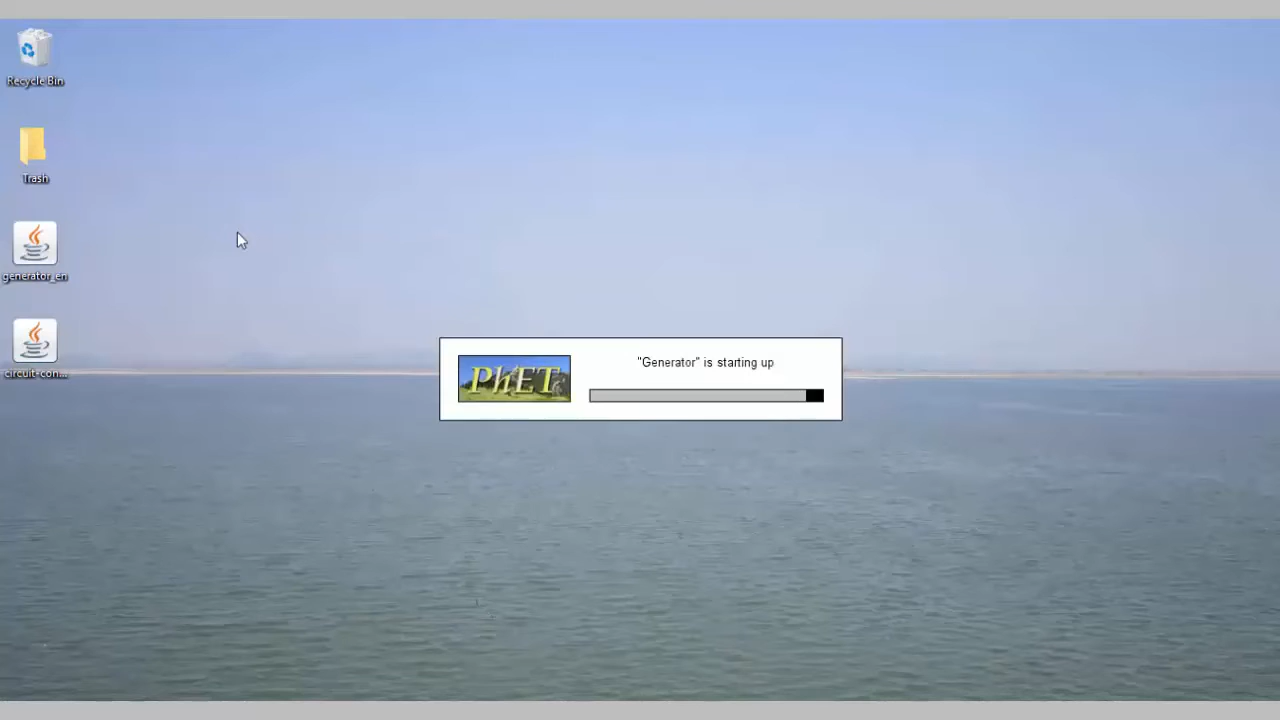 Recycle Bin
Trash
generator_en
circuit-con...
PhET
"Generator" is starting up